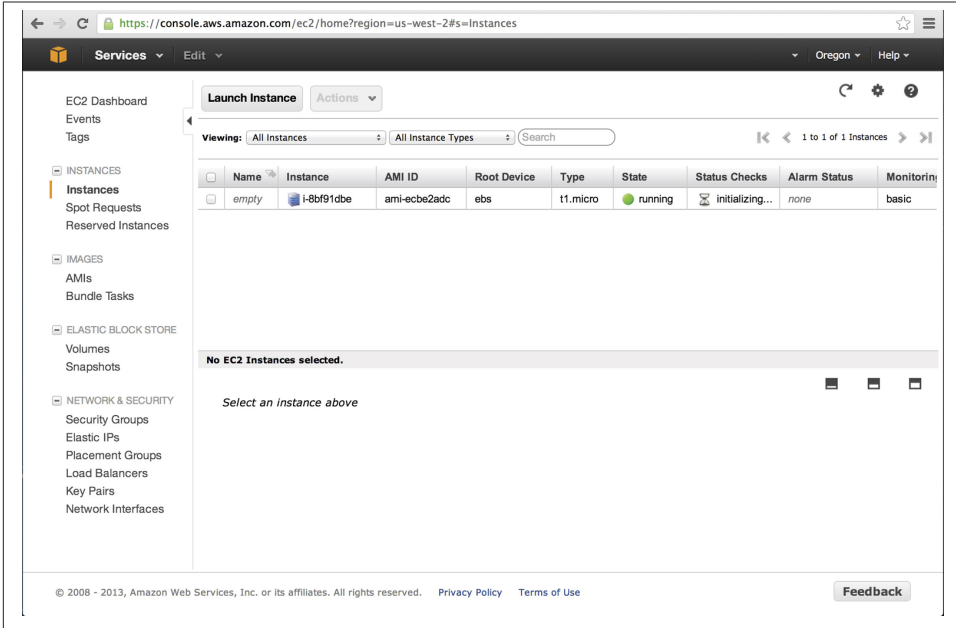 https://console.aws.amazon.com/ec2/home?region=us-west-2#s=Instances
Services Edit Oregon Help
EC2 Dashboard
Events
Tags
INSTANCES
Instances
Spot Requests
Reserved Instances
IMAGES
AMIs
Bundle Tasks
ELASTIC BLOCK STORE
Volumes
Snapshots
NETWORK & SECURITY
Security Groups
Elastic IPs
Placement Groups
Load Balancers
Key Pairs
Network Interfaces
Launch Instance Actions
Viewing: All Instances All Instance Types Search 1 to 1 of 1 Instances
Name Instance AMI ID Root Device Type State Status Checks Alarm Status Monitoring
empty i-8bf91dbe ami-ecbe2adc ebs t1.micro running initializing... none basic
No EC2 Instances selected.
Select an instance above
© 2008 - 2013, Amazon Web Services, Inc. or its affiliates. All rights reserved. Privacy Policy Terms of Use Feedback